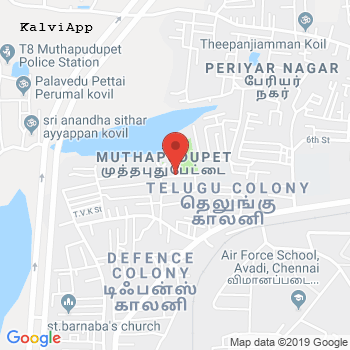 KalviApp
T8 Muthapudupet
Police Station
Palavedu Pettai
Perumal kovil
sri anandha sithar
ayyappan kovil
Theepanjiamman Koil
PERIYAR NAGAR
பேரியர்
நகர்
6th St
MUTHAPUDUPET
முத்தபுதுபேட்டை
TELUGU COLONY
தெலுங்கு
காலனி
T.V.K St
DEFENCE
COLONY
டிஃபன்ஸ்
காலனி
Air Force School,
Avadi, Chennai
விமானப்படை...
st.barnaba's church
Google
Map data ©2019 Google